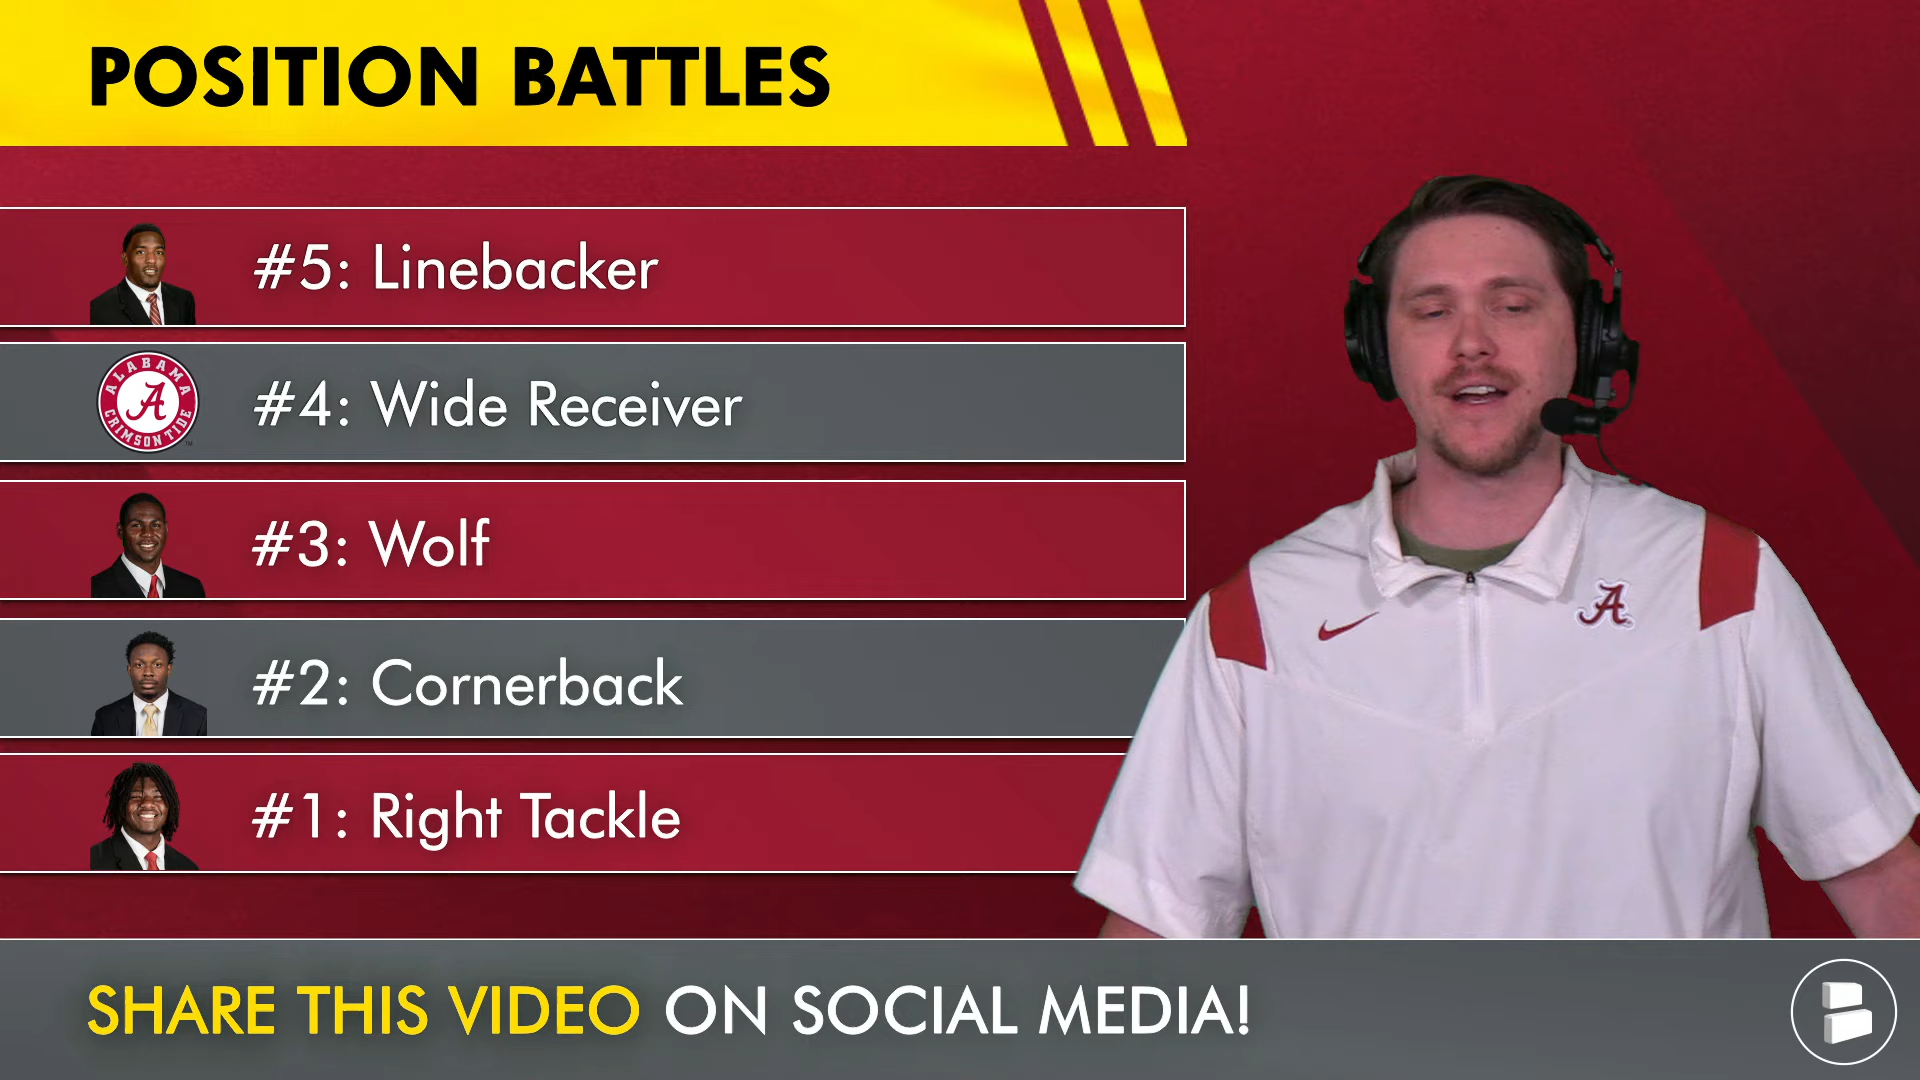 POSITION BATTLES
#5: Linebacker
ALABAMA
A
CRIMSON TIDE
#4: Wide Receiver
#3: Wolf
#2: Cornerback
#1: Right Tackle
A
SHARE THIS VIDEO ON SOCIAL MEDIA!